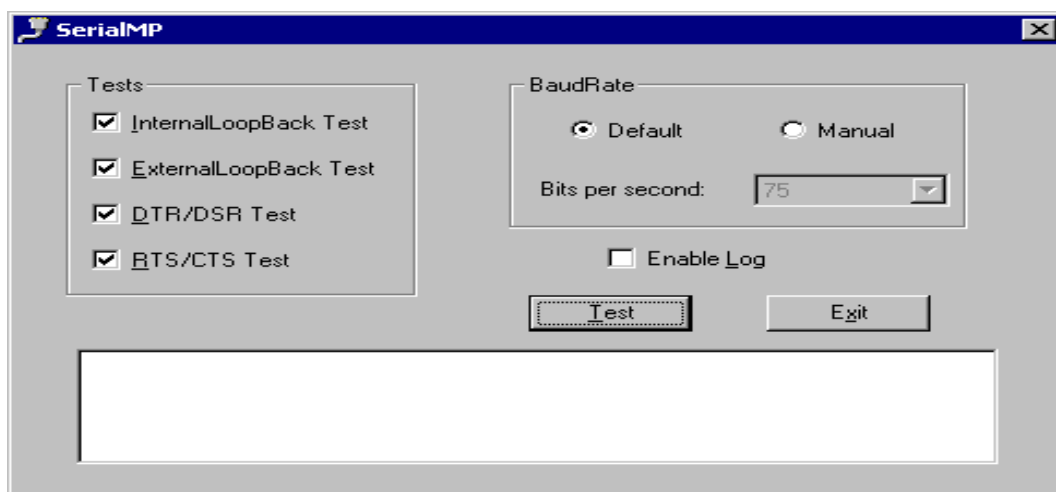 SerialMP
Tests
InternalLoopBack Test
ExternalLoopBack Test
DTR/DSR Test
RTS/CTS Test
BaudRate
Default
Manual
Bits per second:
75
Enable Log
Test
Exit